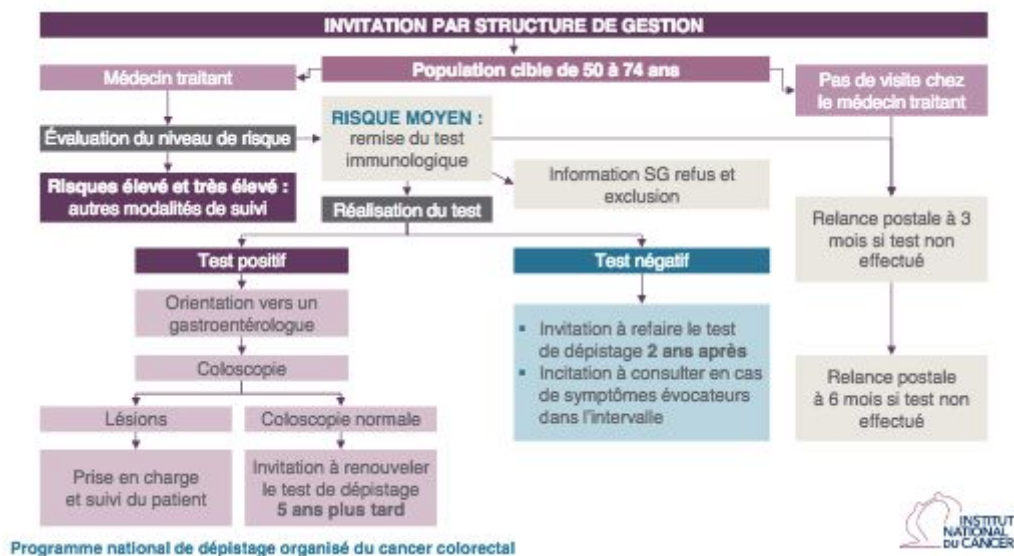 INVITATION PAR STRUCTURE DE GESTION
Population cible de 50 à 74 ans
Médecin traitant
Pas de visite chez
le médecin traitant
Évaluation du niveau de risque
RISQUE MOYEN :
remise du test
immunologique
Information SG refus et
exclusion
Risques élevé et très élevé :
autres modalités de suivi
Réalisation du test
Relance postale à 3
mois si test non
effectué
Test positif
Test négatif
Orientation vers un
gastroentérologue
▪ Invitation à refaire le test
de dépistage 2 ans après
▪ Incitation à consulter en cas
de symptômes évocateurs
dans l'intervalle
Coloscopie
Relance postale
à 6 mois si test non
effectué
Lésions
Coloscopie normale
Prise en charge
et suivi du patient
Invitation à renouveler
le test de dépistage
5 ans plus tard
INSTITUT
NATIONAL
DU CANCER
Programme national de dépistage organisé du cancer colorectal